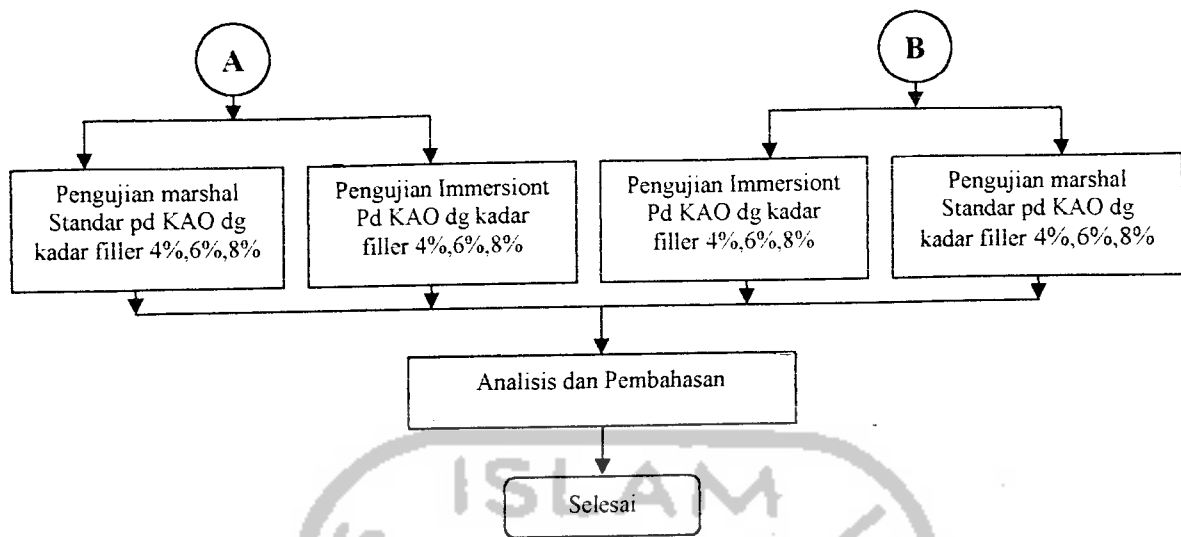 A
B
Pengujian marshal
Standar pd KAO dg
kadar filler 4%,6%,8%
Pengujian Immersiont
Pd KAO dg kadar
filler 4%,6%,8%
Pengujian Immersiont
Pd KAO dg kadar
filler 4%,6%,8%
Pengujian marshal
Standar pd KAO dg
kadar filler 4%,6%,8%
Analisis dan Pembahasan
ISLAM
Selesai